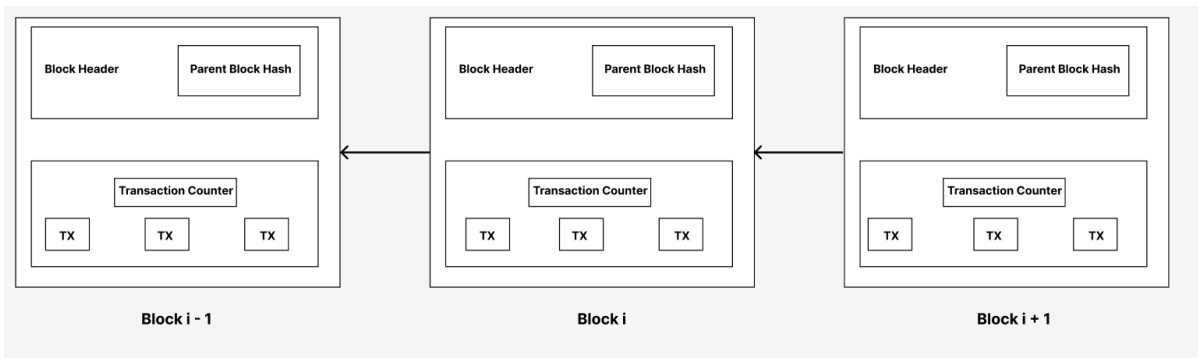 Block Header
Parent Block Hash
Transaction Counter
TX
TX
TX
Block i - 1
Block Header
Parent Block Hash
Transaction Counter
TX
TX
TX
Block i
Block Header
Parent Block Hash
Transaction Counter
TX
TX
TX
Block i + 1